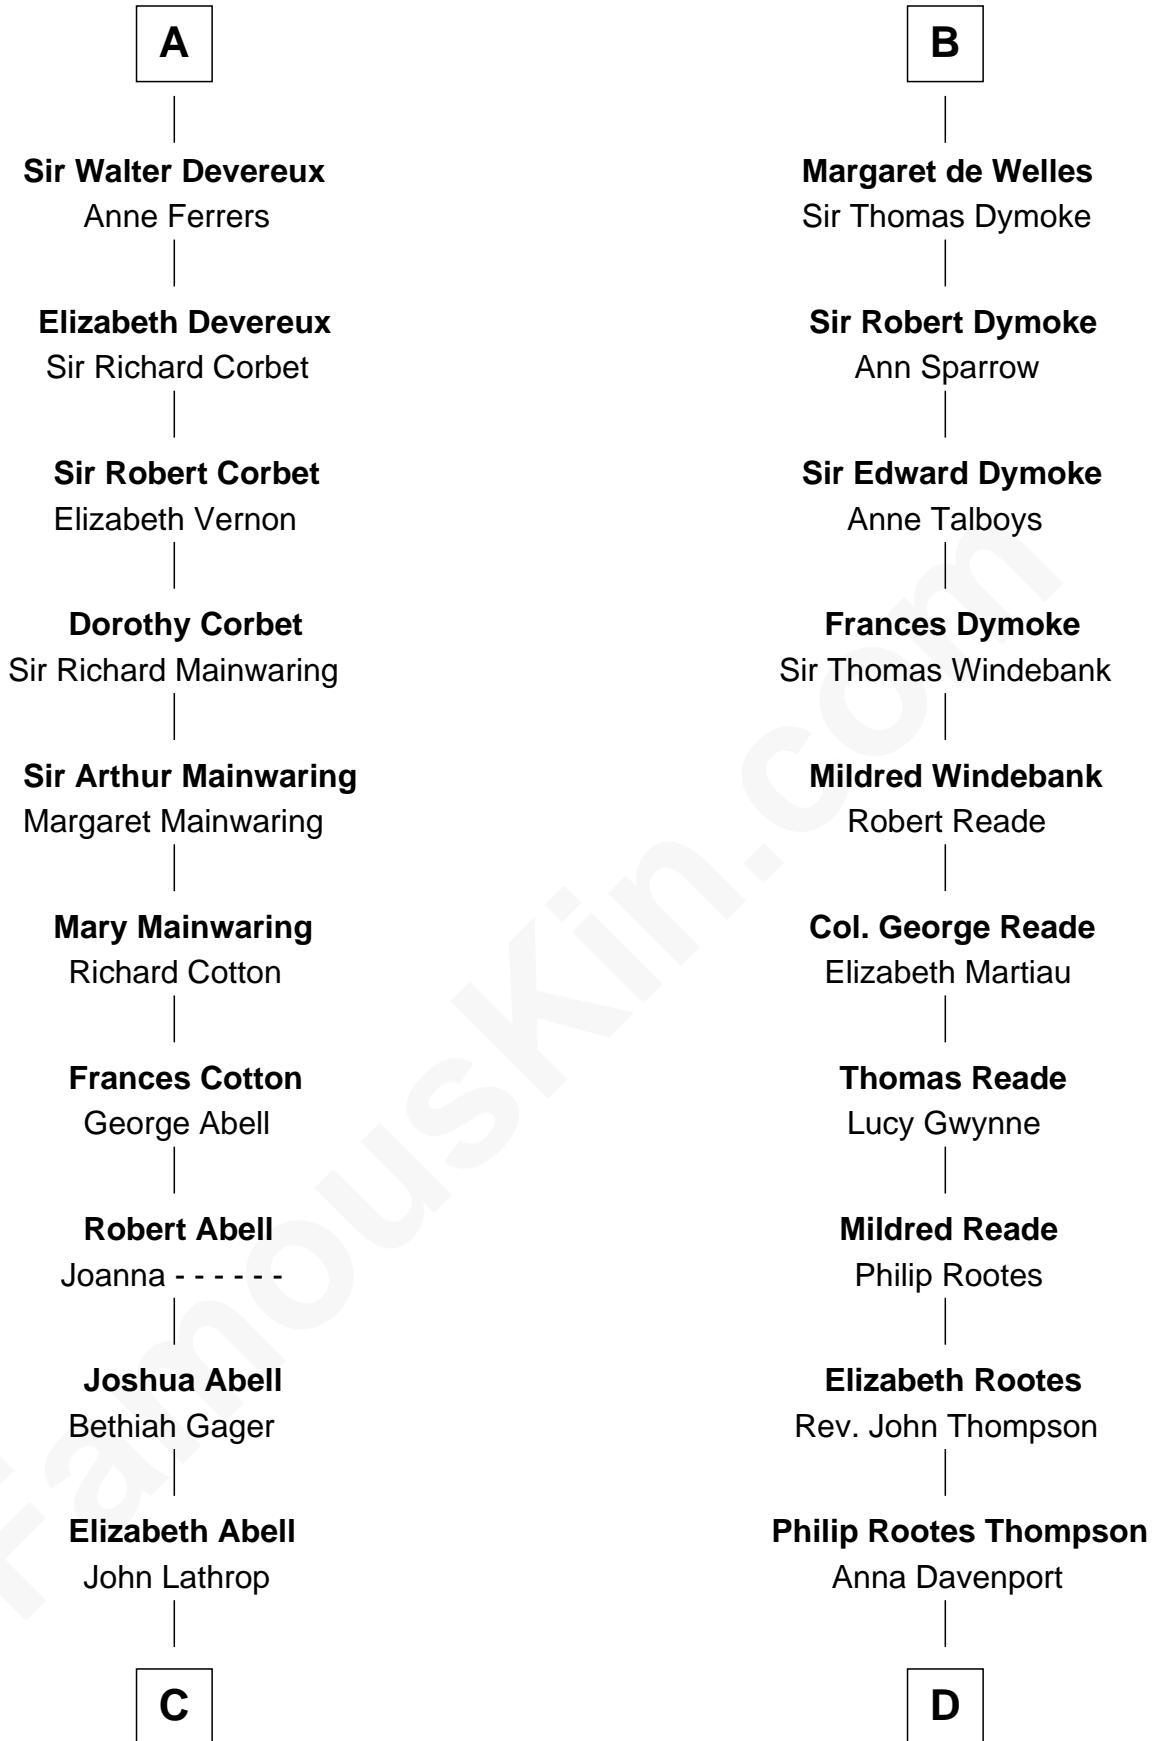 A
Sir Walter Devereux
Anne Ferrers
Elizabeth Devereux
Sir Richard Corbet
Sir Robert Corbet
Elizabeth Vernon
Dorothy Corbet
Sir Richard Mainwaring
Sir Arthur Mainwaring
Margaret Mainwaring
Mary Mainwaring
Richard Cotton
Frances Cotton
George Abell
Robert Abell
Joanna - - - - - -
Joshua Abell
Bethiah Gager
Elizabeth Abell
John Lathrop
C
B
Margaret de Welles
Sir Thomas Dymoke
Sir Robert Dymoke
Ann Sparrow
Sir Edward Dymoke
Anne Talboys
Frances Dymoke
Sir Thomas Windebank
Mildred Windebank
Robert Reade
Col. George Reade
Elizabeth Martiau
Thomas Reade
Lucy Gwynne
Mildred Reade
Philip Rootes
Elizabeth Rootes
Rev. John Thompson
Philip Rootes Thompson
Anna Davenport
D
FamousKin.com